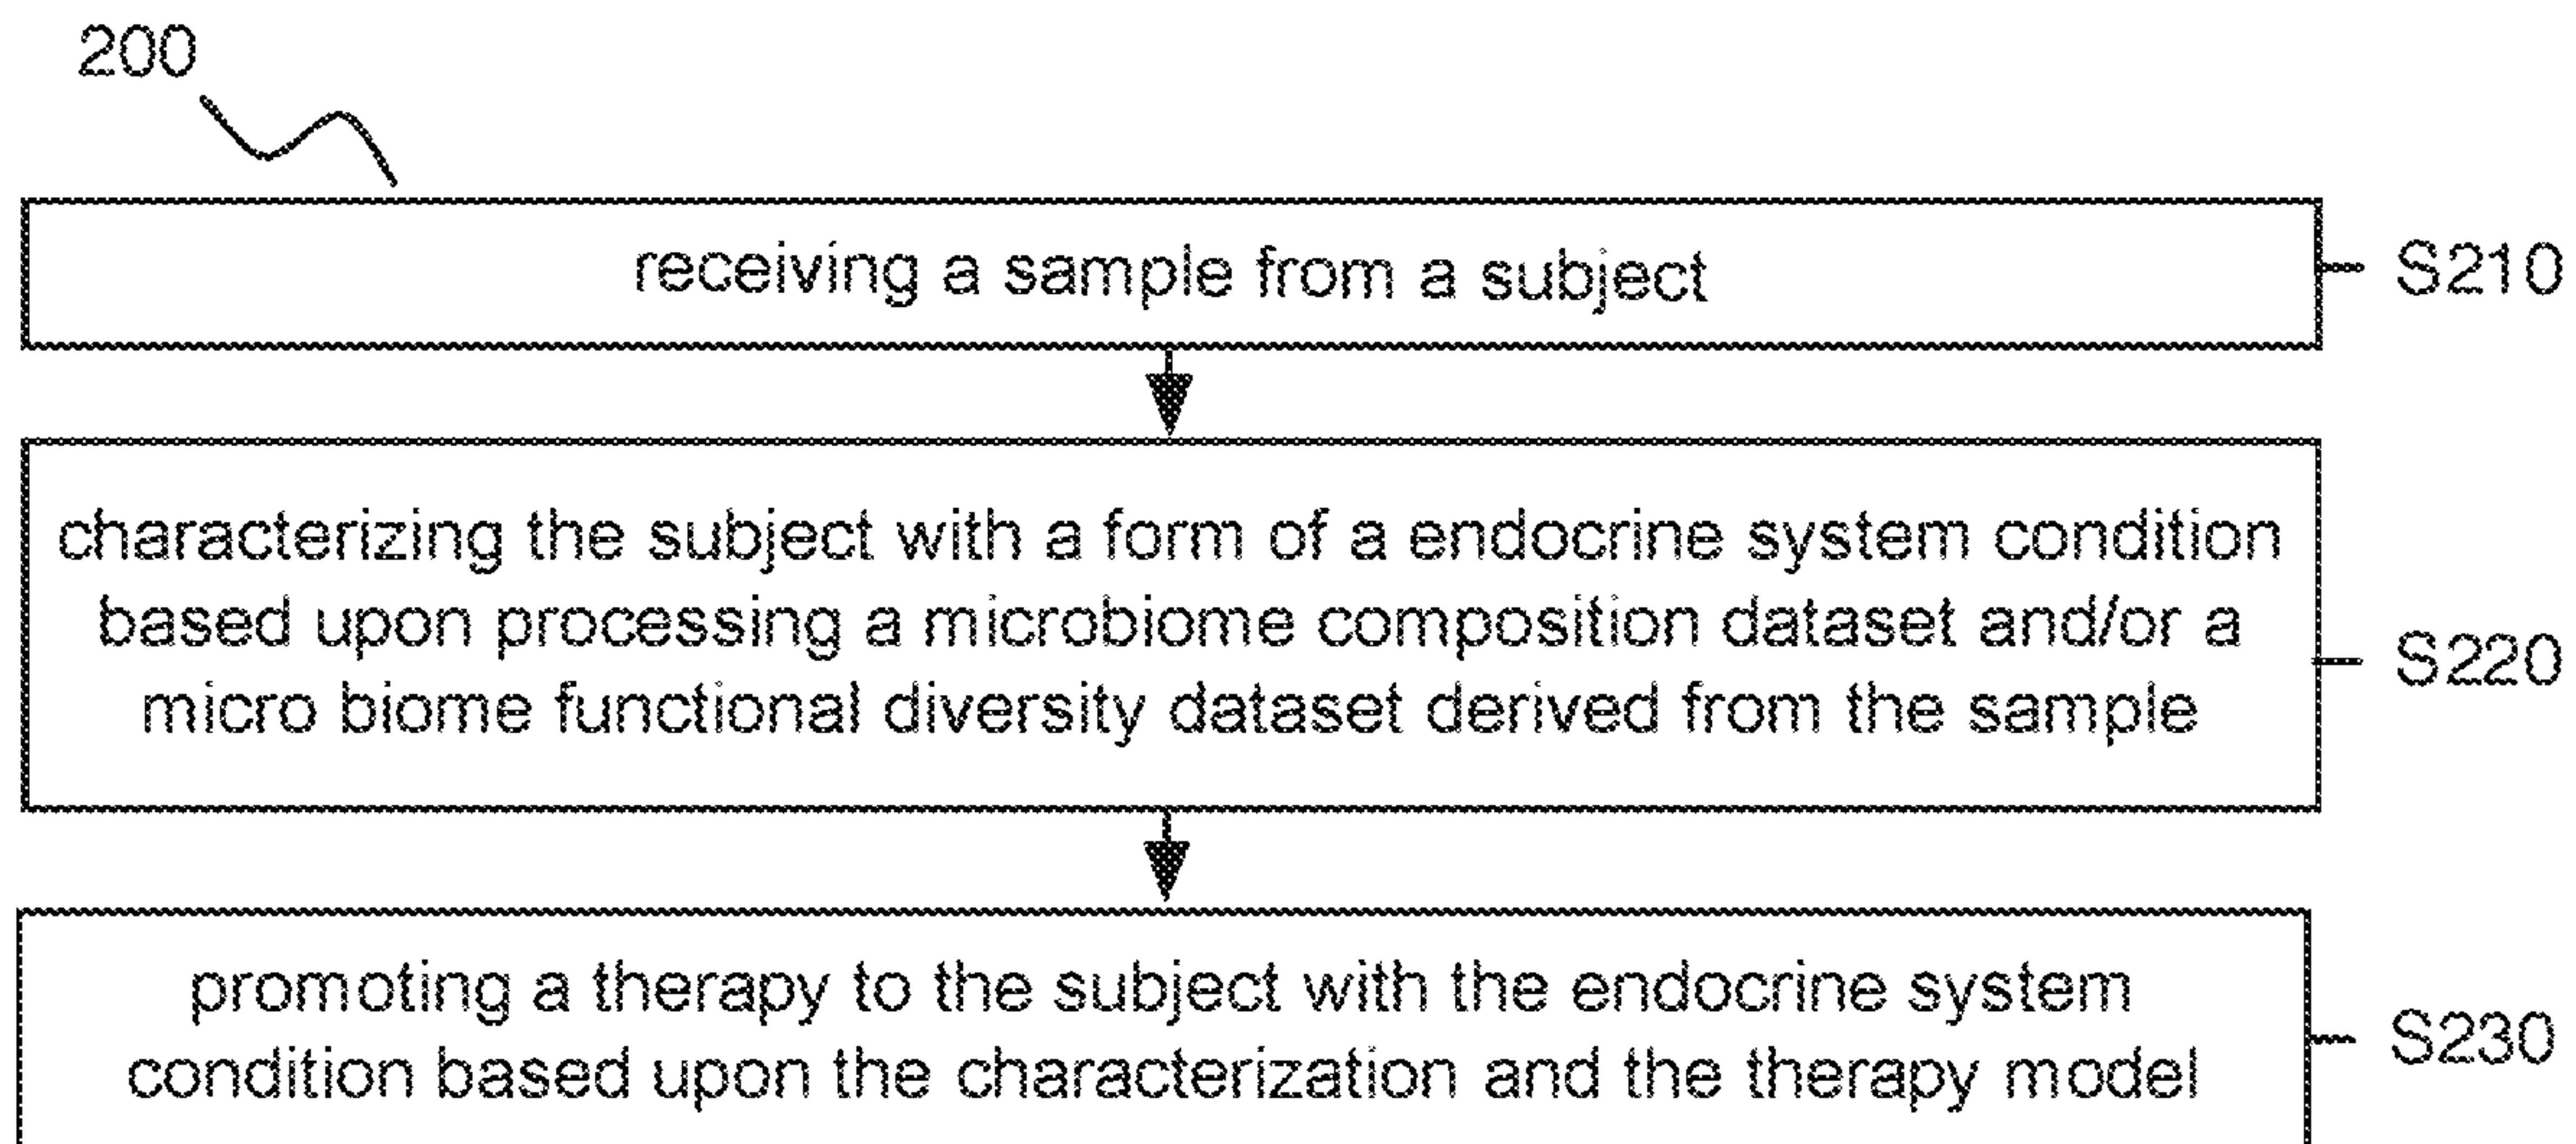 200
receiving a sample from a subject
S210
characterizing the subject with a form of a endocrine system condition
based upon processing a microbiome composition dataset and/or a
micro biome functional diversity dataset derived from the sample
S220
promoting a therapy to the subject with the endocrine system
condition based upon the characterization and the therapy model
S230